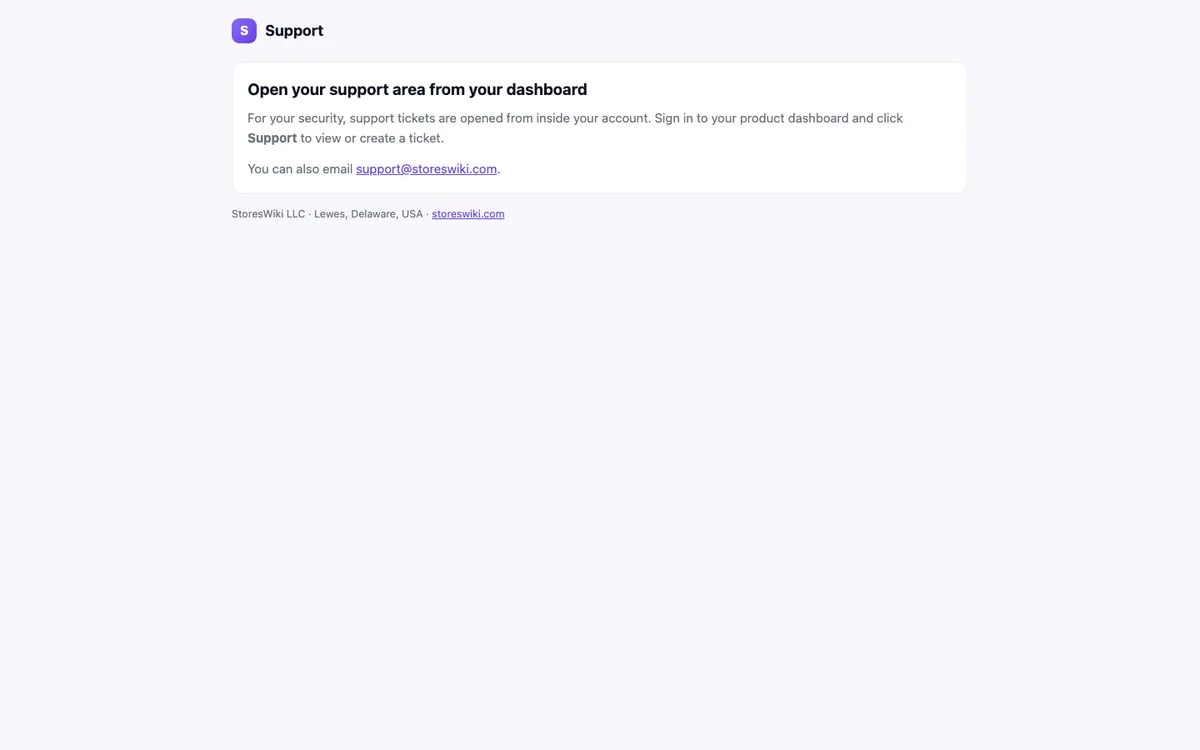 S Support
Open your support area from your dashboard
For your security, support tickets are opened from inside your account. Sign in to your product dashboard and click
Support to view or create a ticket.
You can also email support@storeswiki.com.
StoresWiki LLC · Lewes, Delaware, USA · storeswiki.com